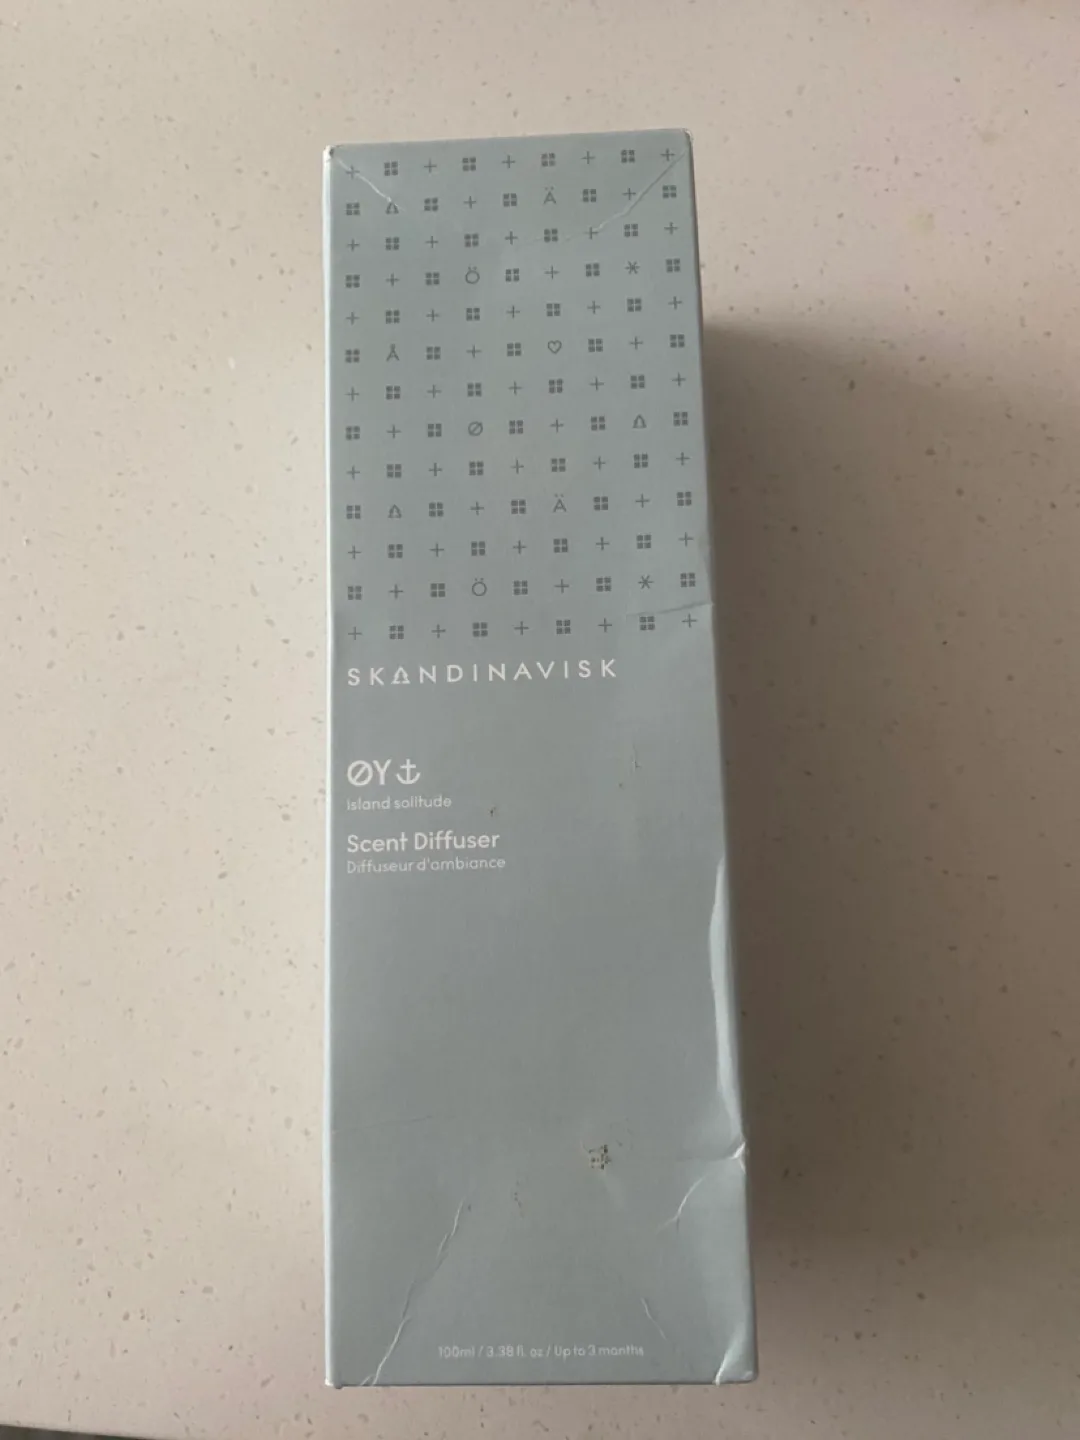 SKANDINAVISK
ØY
Island solitude
Scent Diffuser
Diffuseur d'ambiance
100ml / 3.38 fl. oz / Up to 3 months